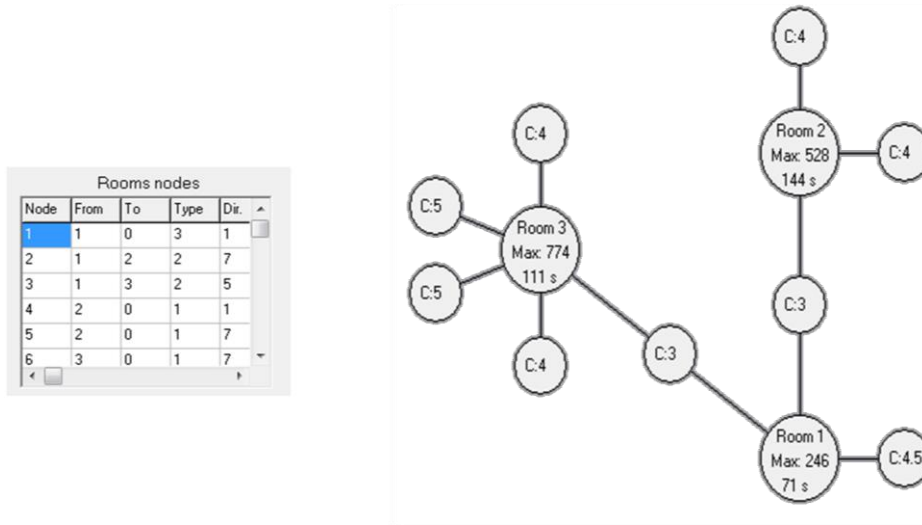 Rooms nodes
Node From To Type Dir.
1 1 0 3 1
2 1 2 2 7
3 1 3 2 5
4 2 0 1 1
5 2 0 1 7
6 3 0 1 7
C:4
Room 2
Max: 528
144 s
C:4
C:4
C:5
Room 3
Max: 774
111 s
C:5
C:4
C:3
C:3
Room 1
Max: 246
71 s
C:4.5